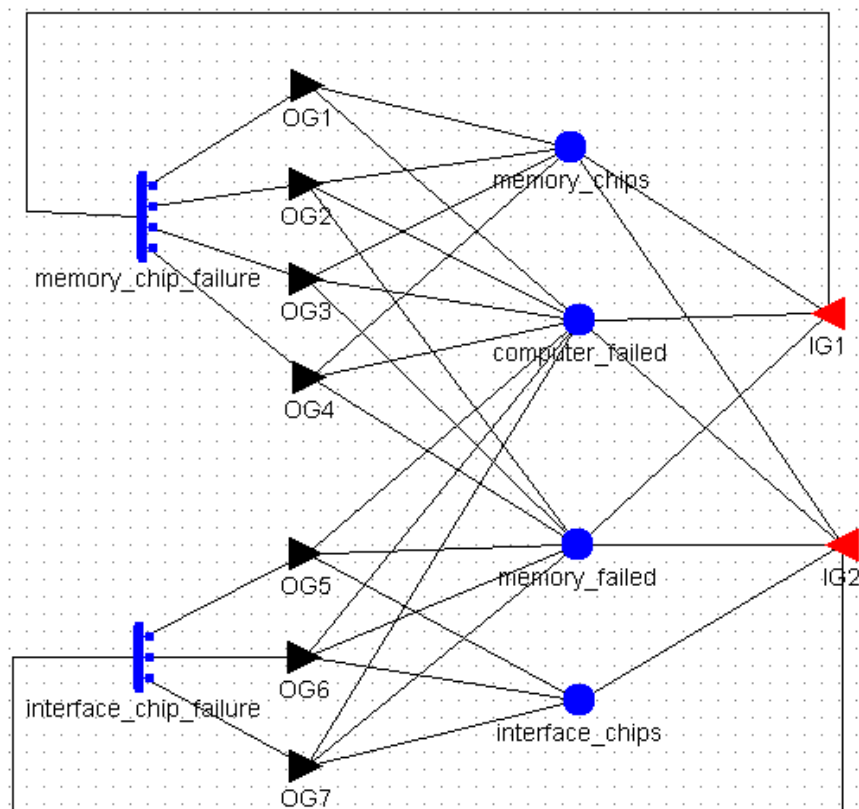 OG1
memory_chips
OG2
memory_chip_failure
OG3
computer_failed
IG1
OG4
OG5
memory_failed
IG2
interface_chip_failure
OG6
interface_chips
OG7